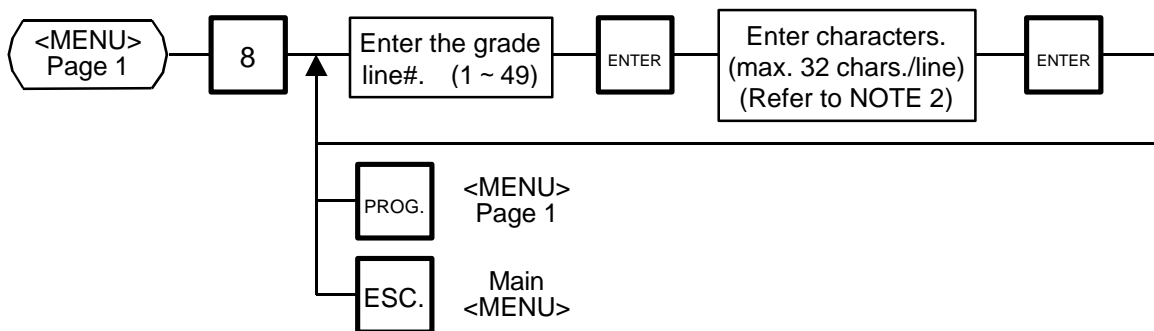 <MENU>
Page 1
8
Enter the grade
line#. (1 ~ 49)
ENTER
Enter characters.
(max. 32 chars./line)
(Refer to NOTE 2)
ENTER
PROG.
<MENU>
Page 1
ESC.
Main
<MENU>